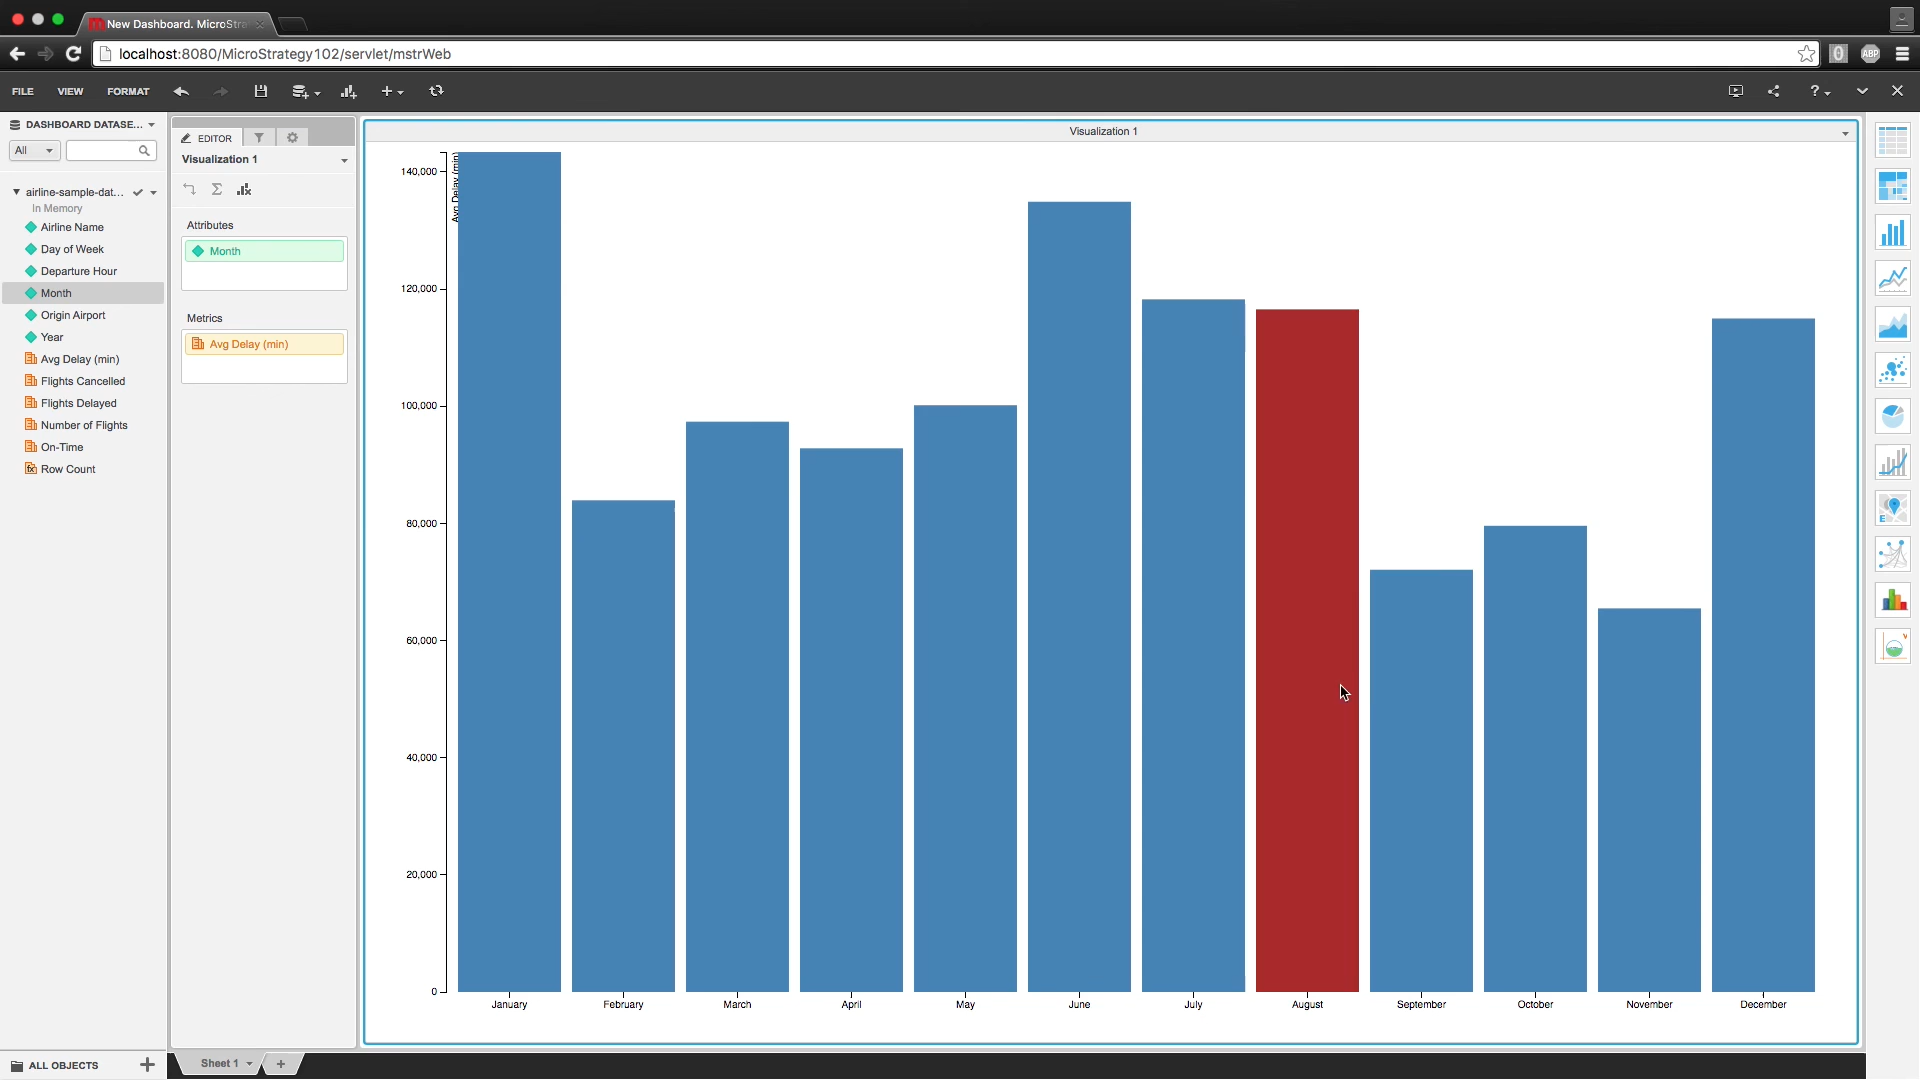 New Dashboard. MicroStra
localhost:8080/MicroStrategy102/servlet/mstrWeb
ABP
FILE VIEW FORMAT
?
DASHBOARD DATASE...
All
airline-sample-dat...
In Memory
Airline Name
Day of Week
Departure Hour
Month
Origin Airport
Year
Avg Delay (min)
Flights Cancelled
Flights Delayed
Number of Flights
On-Time
Row Count
ALL OBJECTS
EDITOR
Visualization 1
Attributes
Month
Metrics
Avg Delay (min)
Visualization 1
Avg Delay (min)
140,000
120,000
100,000
80,000
60,000
40,000
20,000
0
January February March April May June July August September October November December
Sheet 1